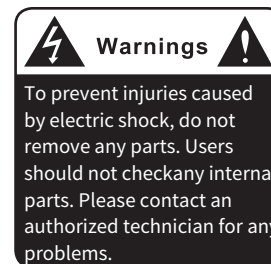 Warnings
To prevent injuries caused
by electric shock, do not
remove any parts. Users
should not checkany interna
parts. Please contact an
authorized technician for any
problems.